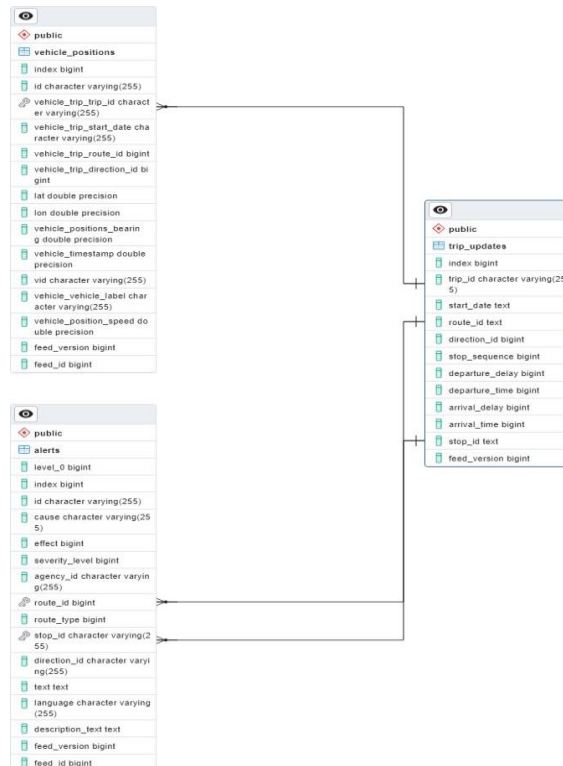 public
vehicle_positions
index bigint
id character varying(255)
vehicle_trip_trip_id charact
er varying(255)
vehicle_trip_start_date cha
racter varying(255)
vehicle_trip_route_id bigint
vehicle_trip_direction_id bi
gint
lat double precision
lon double precision
vehicle_positions_bearin
g double precision
vehicle_timestamp double
precision
vid character varying(255)
vehicle_vehicle_label char
acter varying(255)
vehicle_position_speed do
uble precision
feed_version bigint
feed_id bigint
public
trip_updates
index bigint
trip_id character varying(25
5)
start_date text
route_id text
direction_id bigint
stop_sequence bigint
departure_delay bigint
departure_time bigint
arrival_delay bigint
arrival_time bigint
stop_id text
feed_version bigint
public
alerts
level_0 bigint
index bigint
id character varying(255)
cause character varying(25
5)
effect bigint
severity_level bigint
agency_id character varyin
g(255)
route_id bigint
route_type bigint
stop_id character varying(2
55)
direction_id character varyi
ng(255)
text text
language character varying
(255)
description_text text
feed_version bigint
feed_id bigint